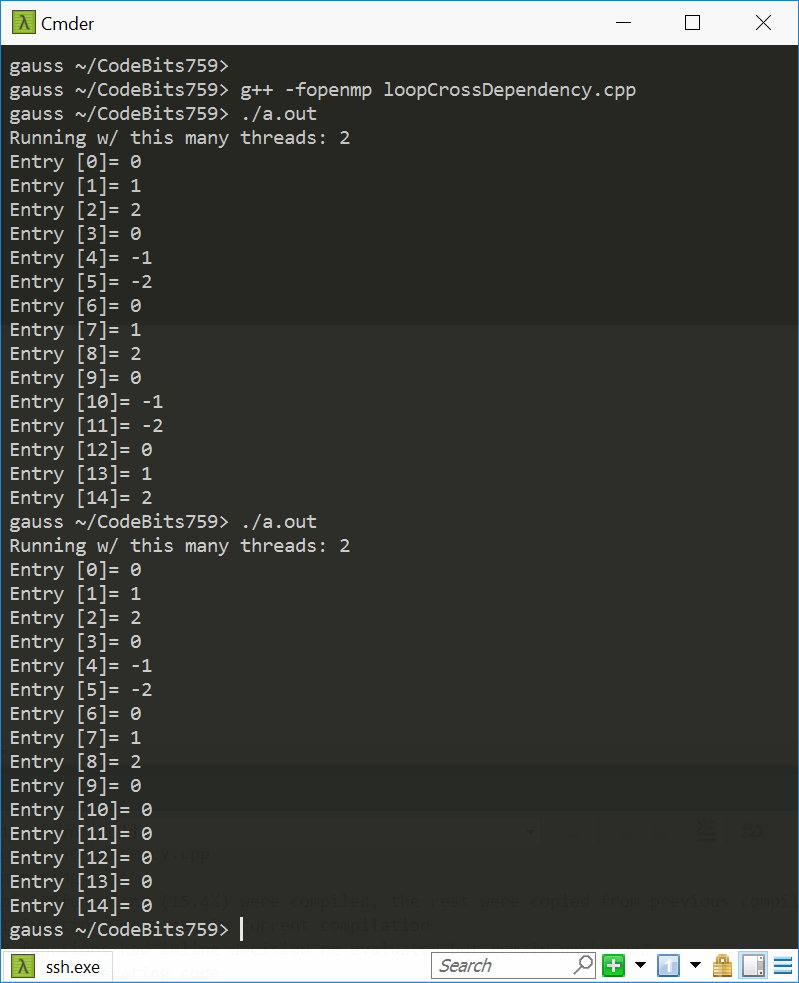 Cmder
gauss ~/CodeBits759>
gauss ~/CodeBits759> g++ -fopenmp loopCrossDependency.cpp
gauss ~/CodeBits759> ./a.out
Running w/ this many threads: 2
Entry [0]= 0
Entry [1]= 1
Entry [2]= 2
Entry [3]= 0
Entry [4]= -1
Entry [5]= -2
Entry [6]= 0
Entry [7]= 1
Entry [8]= 2
Entry [9]= 0
Entry [10]= -1
Entry [11]= -2
Entry [12]= 0
Entry [13]= 1
Entry [14]= 2
gauss ~/CodeBits759> ./a.out
Running w/ this many threads: 2
Entry [0]= 0
Entry [1]= 1
Entry [2]= 2
Entry [3]= 0
Entry [4]= -1
Entry [5]= -2
Entry [6]= 0
Entry [7]= 1
Entry [8]= 2
Entry [9]= 0
Entry [10]= 0
Entry [11]= 0
Entry [12]= 0
Entry [13]= 0
Entry [14]= 0
gauss ~/CodeBits759>
λ ssh.exe Search 1